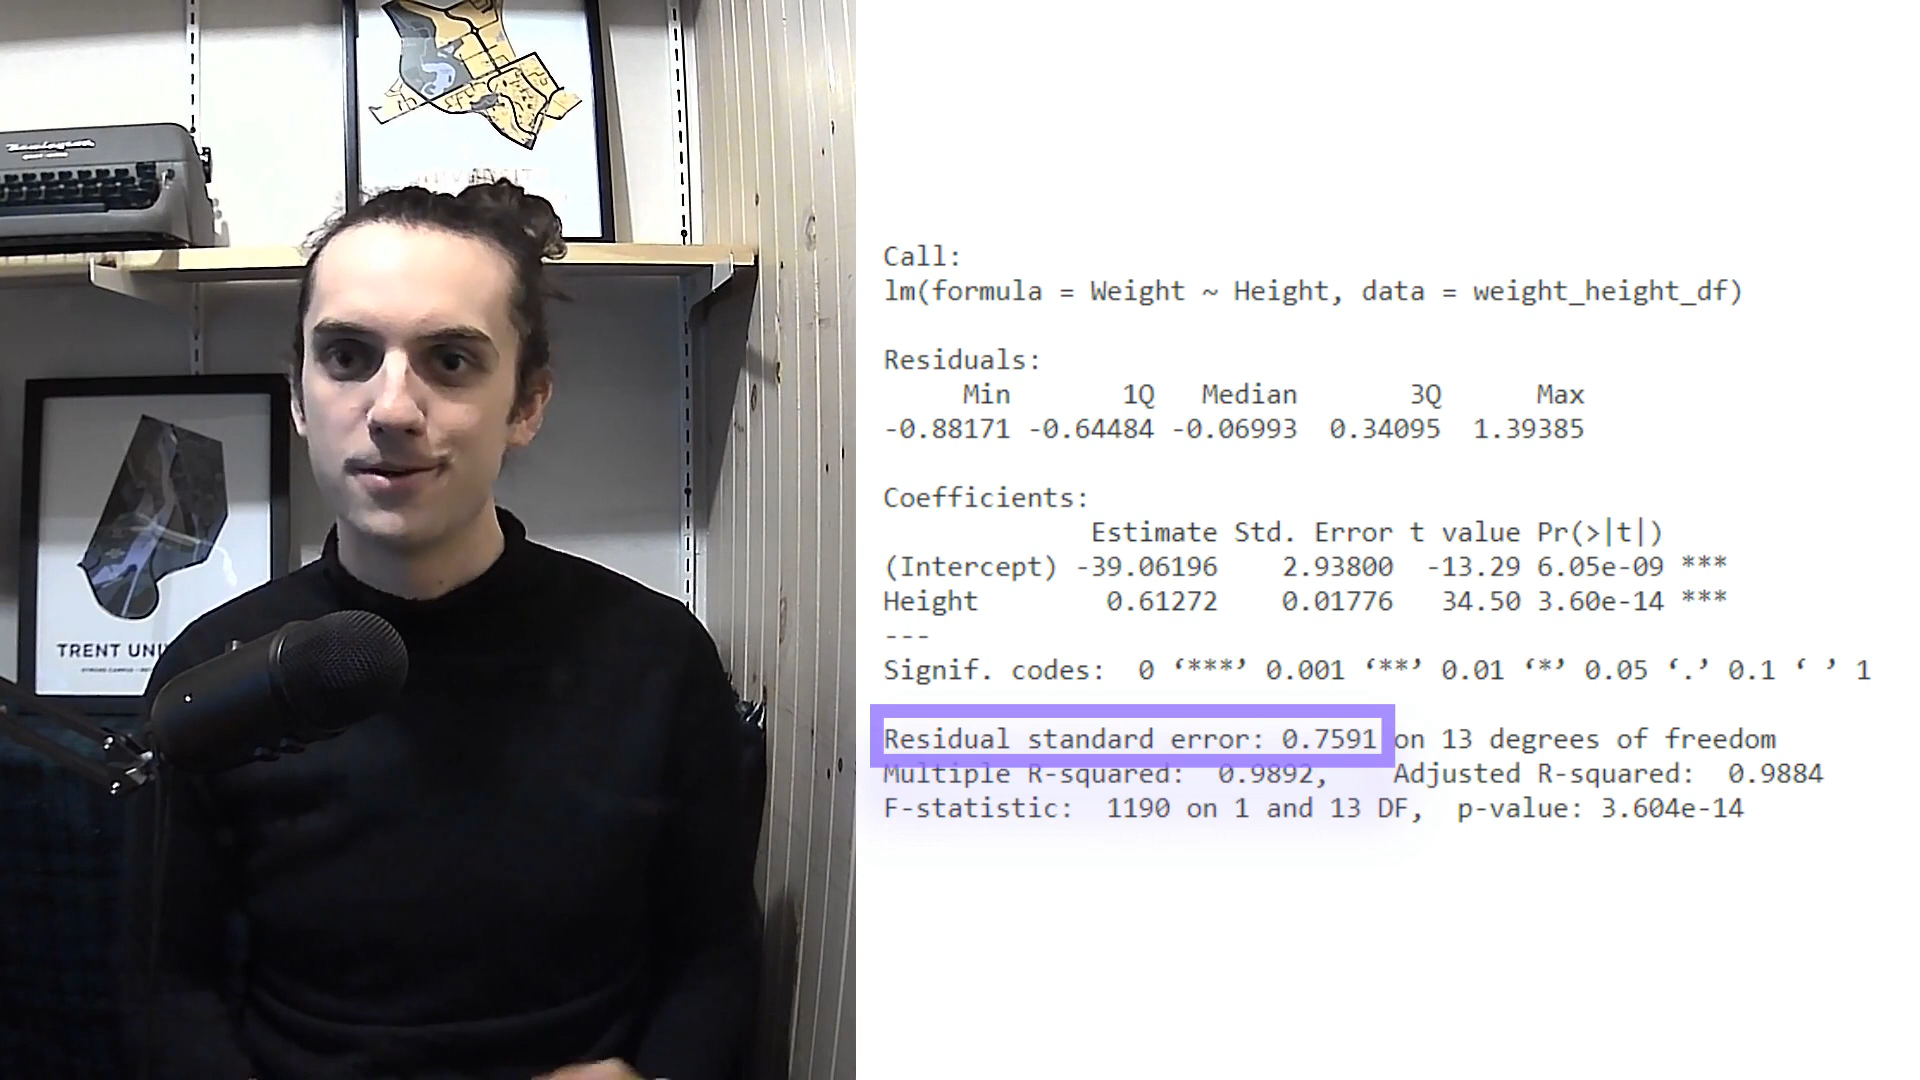 Remington
TRENT UNI
Call:
lm(formula = Weight ~ Height, data = weight_height_df)
Residuals:
Min 1Q Median 3Q Max
-0.88171 -0.64484 -0.06993 0.34095 1.39385
Coefficients:
Estimate Std. Error t value Pr(>|t|)
(Intercept) -39.06196 2.93800 -13.29 6.05e-09 ***
Height 0.61272 0.01776 34.50 3.60e-14 ***
---
Signif. codes: 0 ‘***’ 0.001 ‘**’ 0.01 ‘*’ 0.05 ‘.’ 0.1 ‘ ’ 1
Residual standard error: 0.7591 on 13 degrees of freedom
Multiple R-squared: 0.9892, Adjusted R-squared: 0.9884
F-statistic: 1190 on 1 and 13 DF, p-value: 3.604e-14